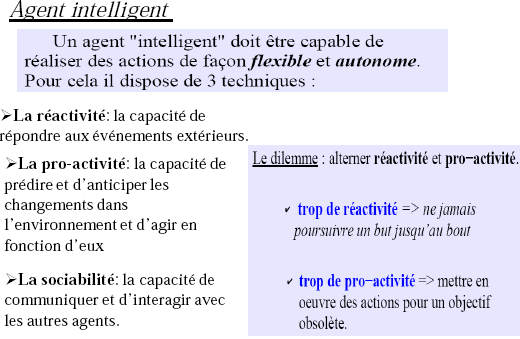 Agent intelligent
Un agent "intelligent" doit être capable de
réaliser des actions de façon flexible et autonome.
Pour cela il dispose de 3 techniques :
➢La réactivité: la capacité de
répondre aux événements extérieurs.
➢La pro-activité: la capacité de
prédire et d'anticiper les
changements dans
l'environnement et d'agir en
fonction d'eux
➢La sociabilité: la capacité de
communiquer et d'interagir avec
les autres agents.
Le dilemme : alterner réactivité et pro-activité.
✔ trop de réactivité => ne jamais
poursuivre un but jusqu'au bout
✔ trop de pro-activité => mettre en
oeuvre des actions pour un objectif
obsolète.